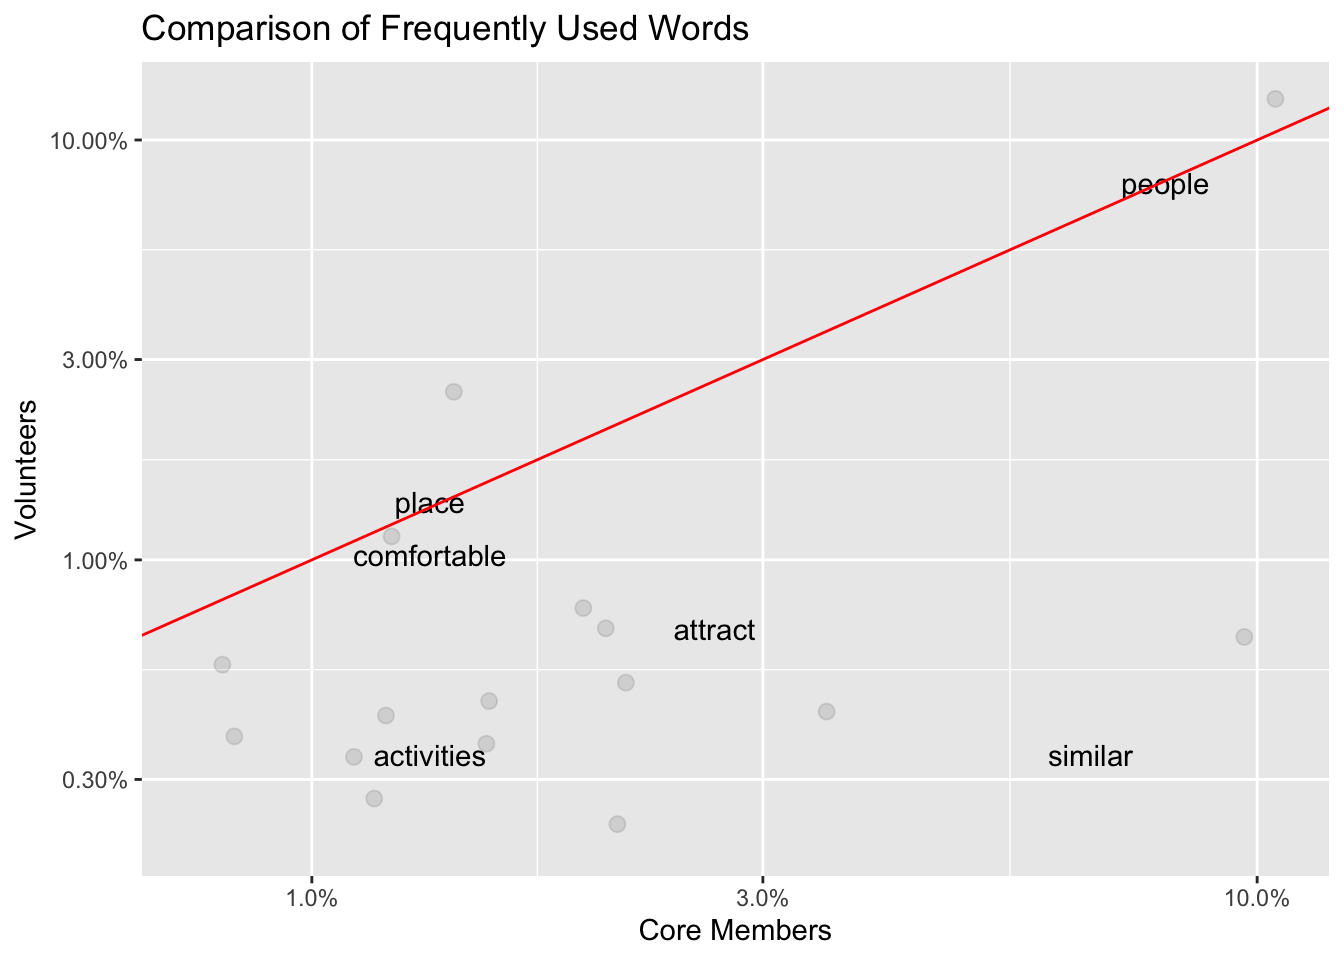 Comparison of Frequently Used Words
10.00%
people
3.00%
Volunteers
place
comfortable
1.00%
attract
activities
similar
0.30%
1.0%
3.0%
10.0%
Core Members